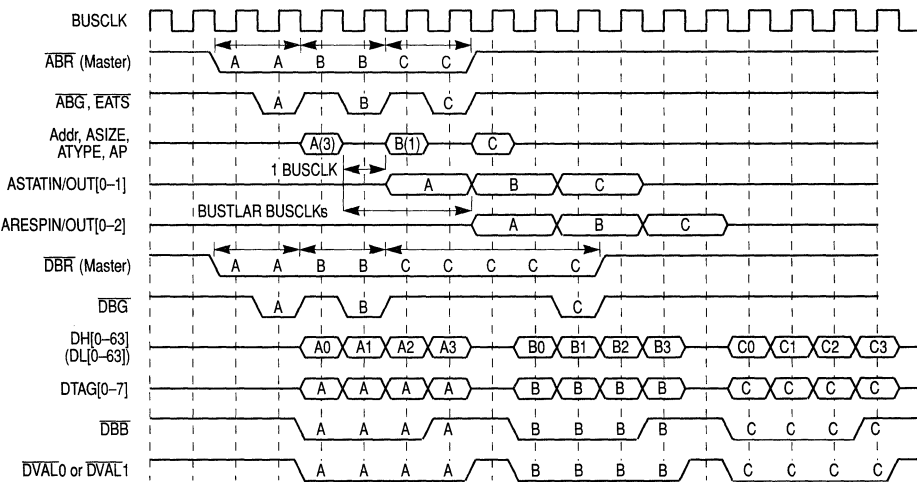 BUSCLK
ABR (Master) A A B B C C
ABG, EATS A B C
Addr, ASIZE,
ATYPE, AP A(3) B(1) C
1 BUSCLK
ASTATIN/OUT[0–1] A B C
BUSTLAR BUSCLKs
ARESPIN/OUT[0–2] A B C
DBR (Master) A A B B C C C C C
DBG A B C
DH[0–63]
(DL[0–63]) A0 A1 A2 A3 B0 B1 B2 B3 C0 C1 C2 C3
DTAG[0–7] A A A A B B B B C C C C
DBB A A A A B B B B C C C C
DVAL0 or DVAL1 A A A A B B B B C C C C